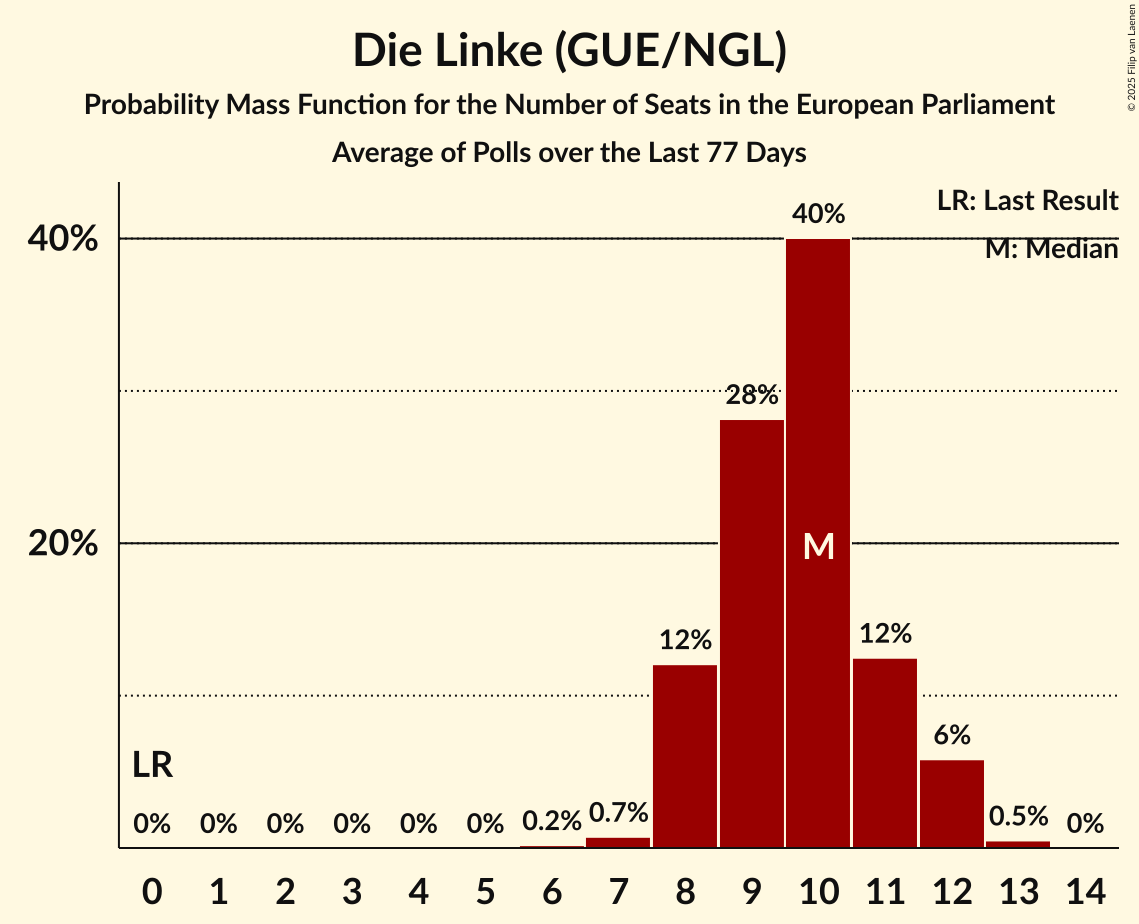 Die Linke (GUE/NGL)
Probability Mass Function for the Number of Seats in the European Parliament
Average of Polls over the Last 77 Days
© 2025 Filip van Laenen
LR: Last Result
M: Median
40%
20%
40%
28%
M
12%
12%
6%
LR
0%
0%
0%
0%
0%
0%
0.2%
0.7%
0.5%
0%
0 1 2 3 4 5 6 7 8 9 10 11 12 13 14